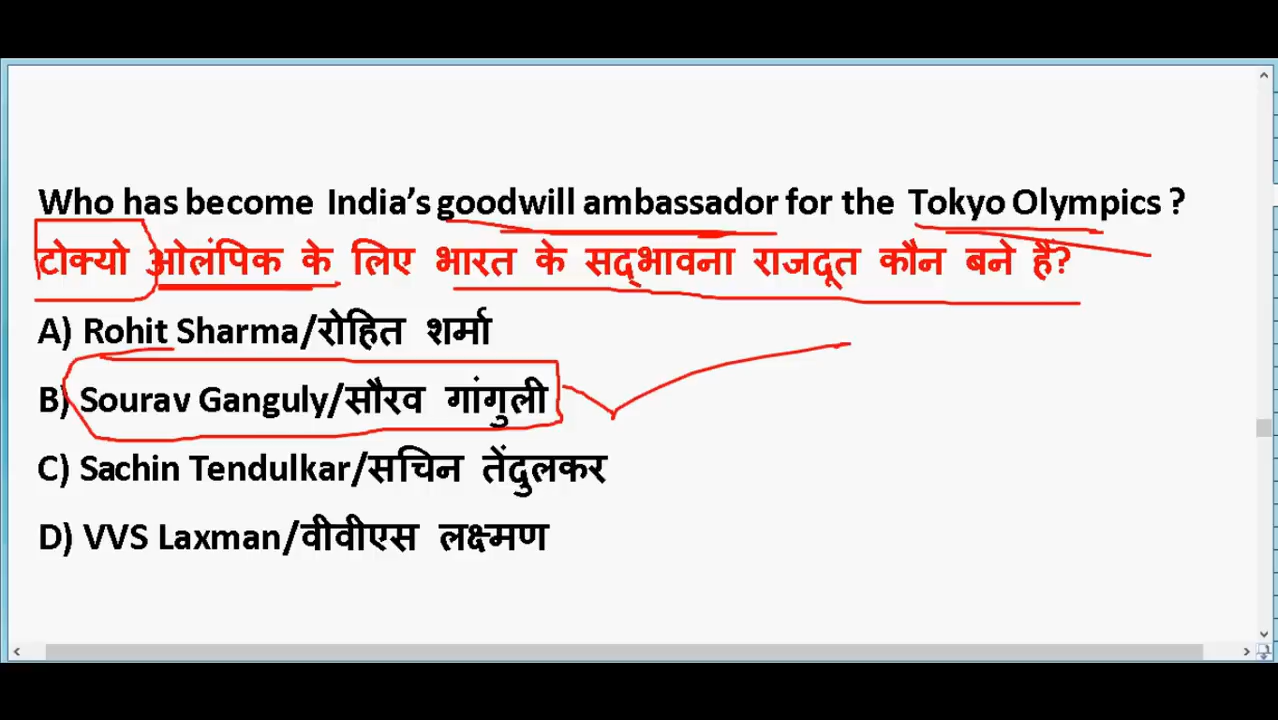 Who has become India’s goodwill ambassador for the Tokyo Olympics ?
टोक्यो ओलंपिक के लिए भारत के सद्भावना राजदूत कौन बने हैं?
A) Rohit Sharma/रोहित शर्मा
B) Sourav Ganguly/सौरव गांगुली
C) Sachin Tendulkar/सचिन तेंदुलकर
D) VVS Laxman/वीवीएस लक्ष्मण